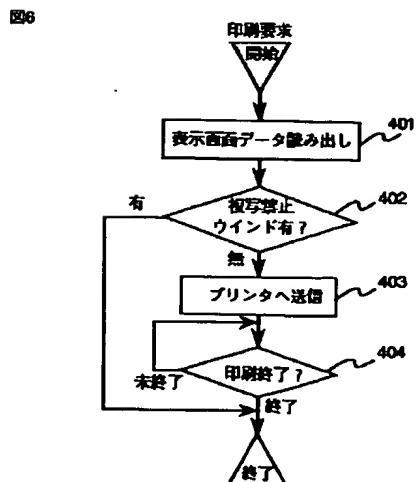 図6
印刷要求
開始
表示画面データ読み出し
401
複写禁止
ウインド有?
402
有
無
プリンタへ送信
403
印刷終了?
404
未終了
終了
終了